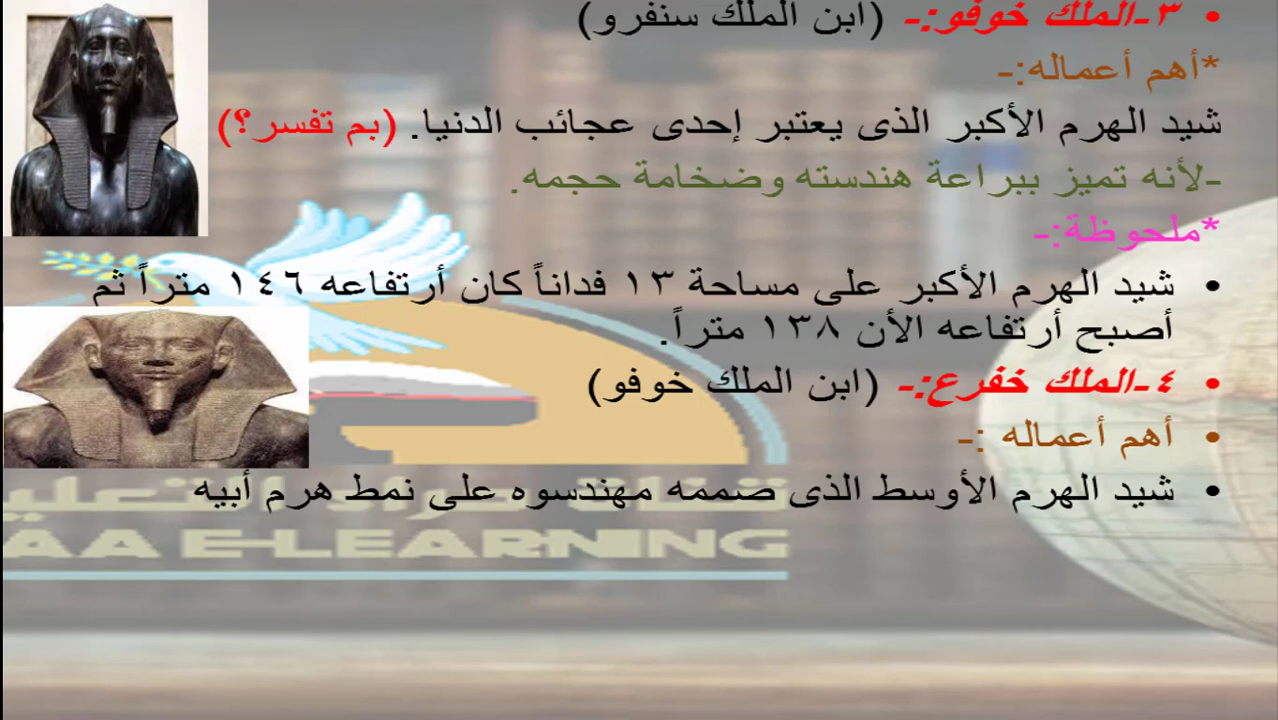 • ٣-الملك خوفو:- (ابن الملك سنفرو)
*أهم أعماله:-
شيد الهرم الأكبر الذى يعتبر إحدى عجائب الدنيا. (بم تفسر؟)
-لأنه تميز ببراعة هندسته وضخامة حجمه.
*ملحوظة:-
• شيد الهرم الأكبر على مساحة ١٣ فداناً كان أرتفاعه ١٤٦ متراً ثم
أصبح أرتفاعه الأن ١٣٨ متراً.
• ٤-الملك خفرع:- (ابن الملك خوفو)
• أهم أعماله :-
• شيد الهرم الأوسط الذى صممه مهندسوه على نمط هرم أبيه
E-LEARNING